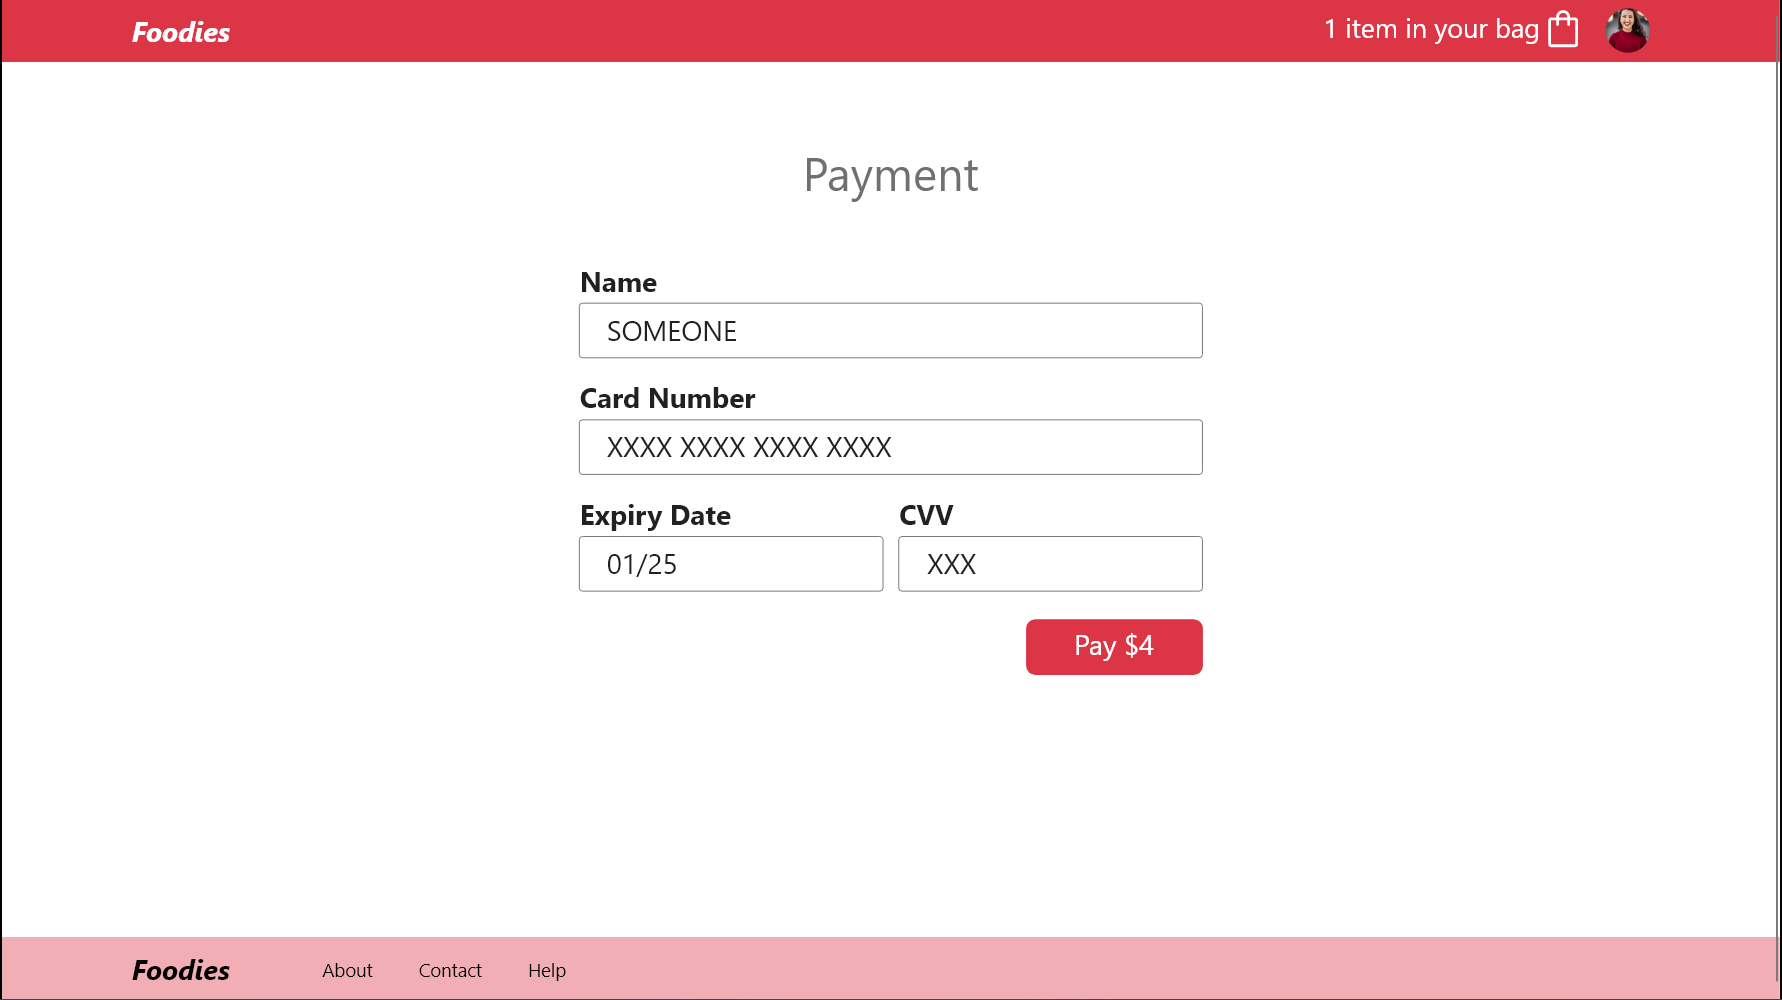 Foodies
1 item in your bag
Payment
Name
SOMEONE
Card Number
XXXX XXXX XXXX XXXX
Expiry Date CVV
01/25 XXX
Pay $4
Foodies About Contact Help